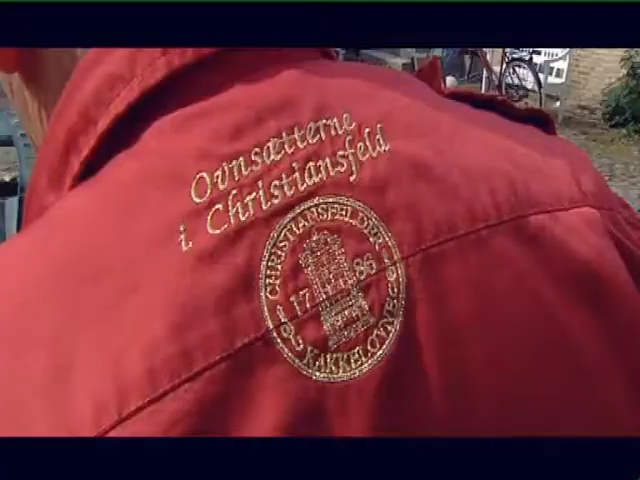 Ovnsætterne
i Christiansfeld
CHRISTIANSFELDER
17 86
KAKKELOVNE